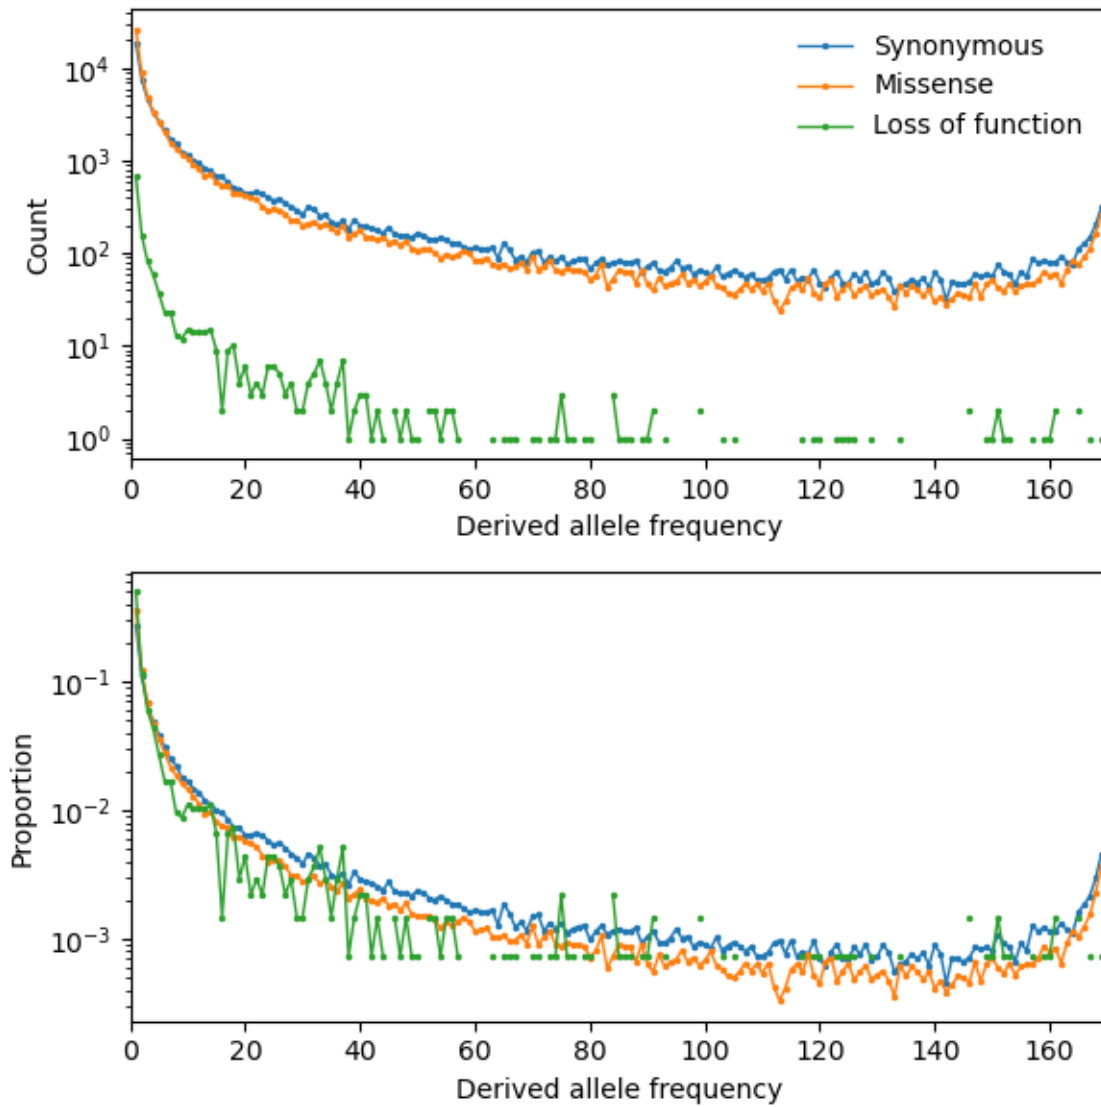 Synonymous
Missense
Loss of function
Count
10^4
10^3
10^2
10^1
10^0
0 20 40 60 80 100 120 140 160
Derived allele frequency
Proportion
10^−1
10^−2
10^−3
0 20 40 60 80 100 120 140 160
Derived allele frequency